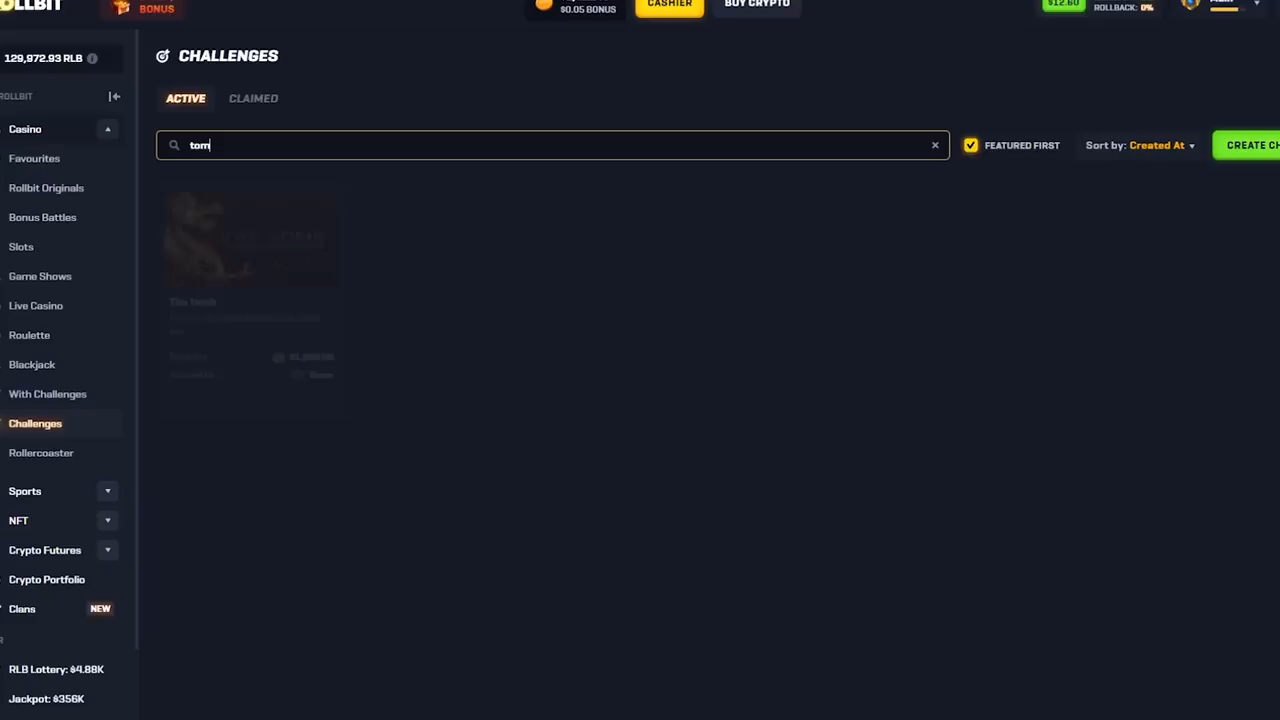 BONUS
$0.05 BONUS
CASHIER
BUY CRYPTO
$12.60
ROLLBACK: 0%
129,972.93 RLB
CHALLENGES
ACTIVE
CLAIMED
tom
FEATURED FIRST
Sort by: Created At
CREATE CH
Casino
Favourites
Rollbit Originals
Bonus Battles
Slots
Game Shows
Live Casino
Roulette
Blackjack
With Challenges
Challenges
Rollercoaster
Sports
NFT
Crypto Futures
Crypto Portfolio
Clans NEW
RLB Lottery: $4.88K
Jackpot: $356K